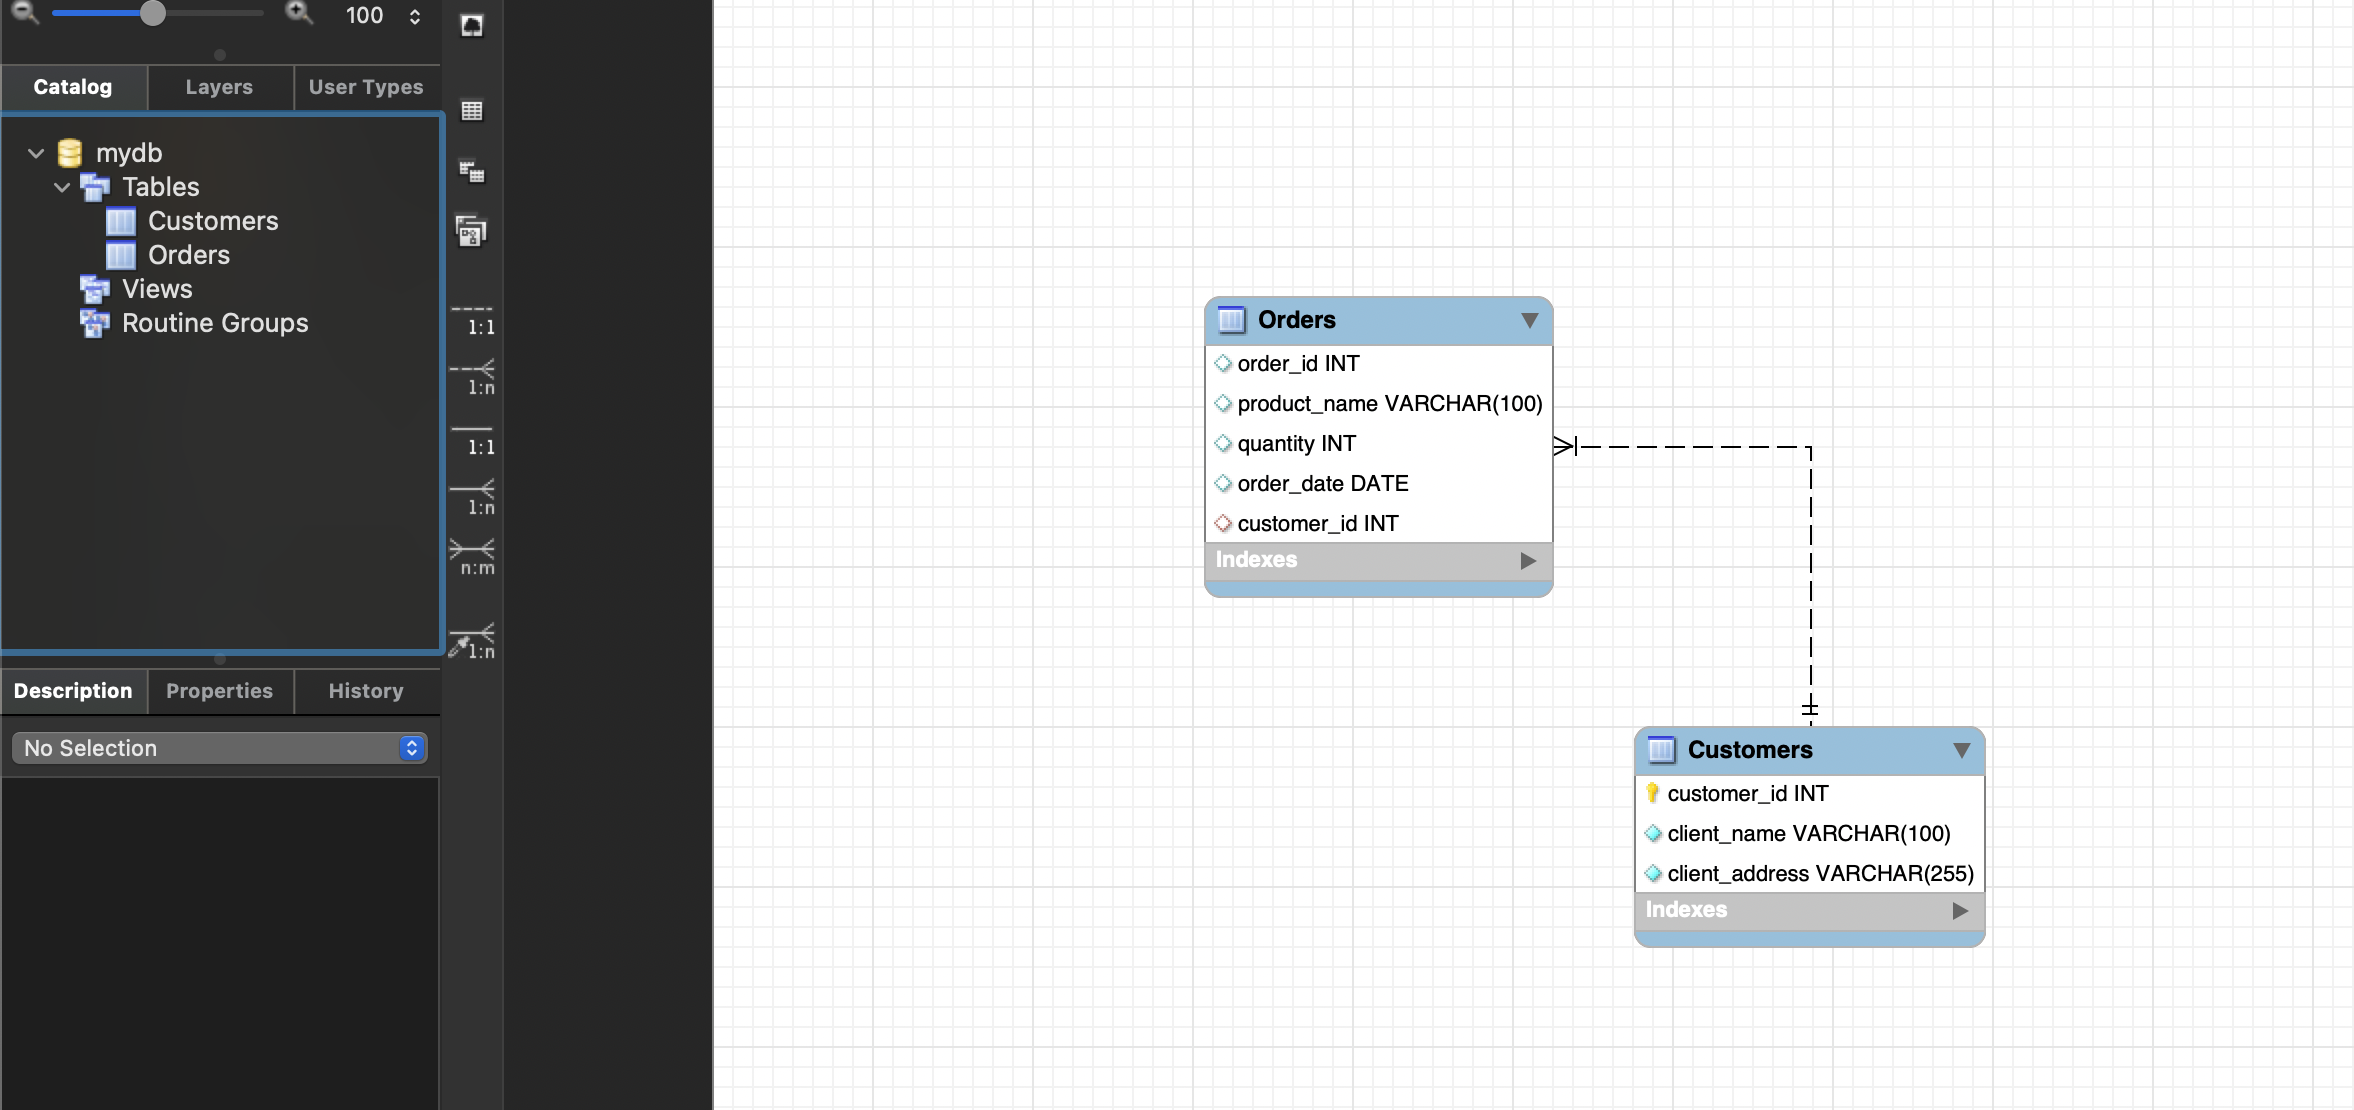 100
Catalog
Layers
User Types
mydb
Tables
Customers
Orders
Views
Routine Groups
Description
Properties
History
No Selection
1:1
1:n
1:1
1:n
n:m
1:n
Orders
order_id INT
product_name VARCHAR(100)
quantity INT
order_date DATE
customer_id INT
Indexes
Customers
customer_id INT
client_name VARCHAR(100)
client_address VARCHAR(255)
Indexes